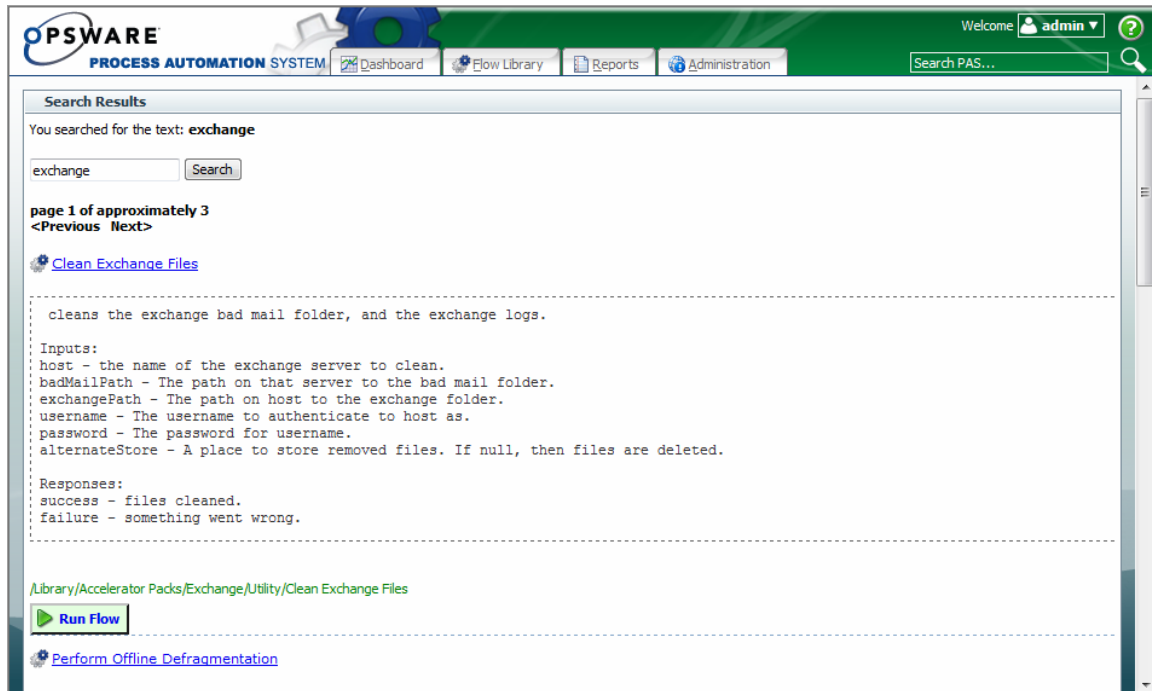 OPSWARE
PROCESS AUTOMATION SYSTEM
Dashboard
Flow Library
Reports
Administration
Welcome admin ▼
?
Search PAS...
Search Results
You searched for the text: exchange
exchange
Search
page 1 of approximately 3
<Previous Next>
Clean Exchange Files
cleans the exchange bad mail folder, and the exchange logs.
Inputs:
host - the name of the exchange server to clean.
badMailPath - The path on that server to the bad mail folder.
exchangePath - The path on host to the exchange folder.
username - The username to authenticate to host as.
password - The password for username.
alternateStore - A place to store removed files. If null, then files are deleted.
Responses:
success - files cleaned.
failure - something went wrong.
/Library/Accelerator Packs/Exchange/Utility/Clean Exchange Files
Run Flow
Perform Offline Defragmentation